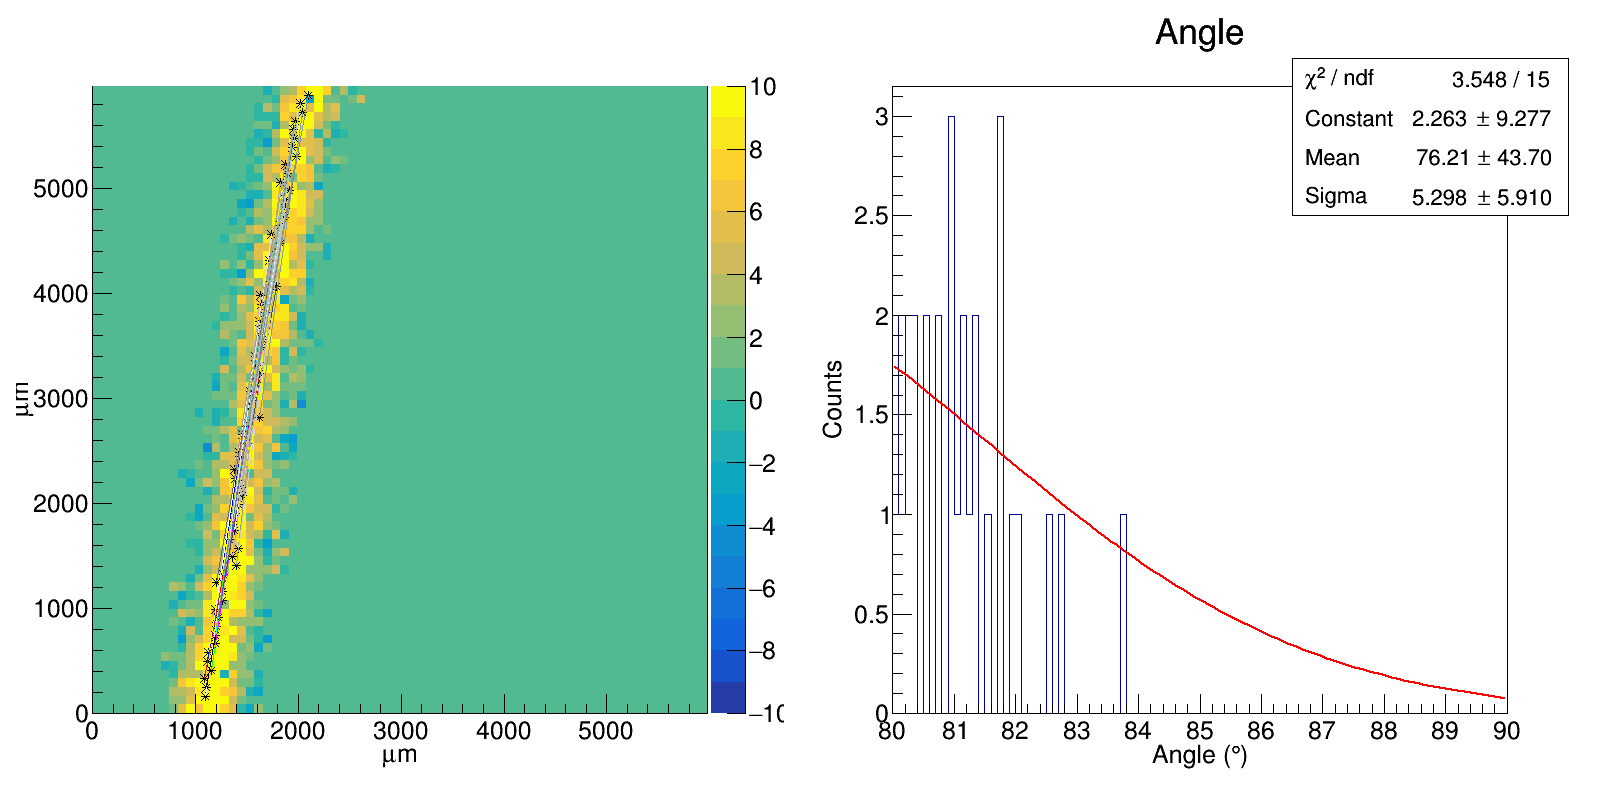 Angle
χ² / ndf 3.548 / 15
Constant 2.263 ± 9.277
Mean 76.21 ± 43.70
Sigma 5.298 ± 5.910
10
8
6
4
2
0
−2
−4
−6
−8
−10
5000
4000
3000
2000
1000
0
μm
0 1000 2000 3000 4000 5000
μm
3
2.5
2
1.5
1
0.5
0
Counts
80 81 82 83 84 85 86 87 88 89 90
Angle (°)